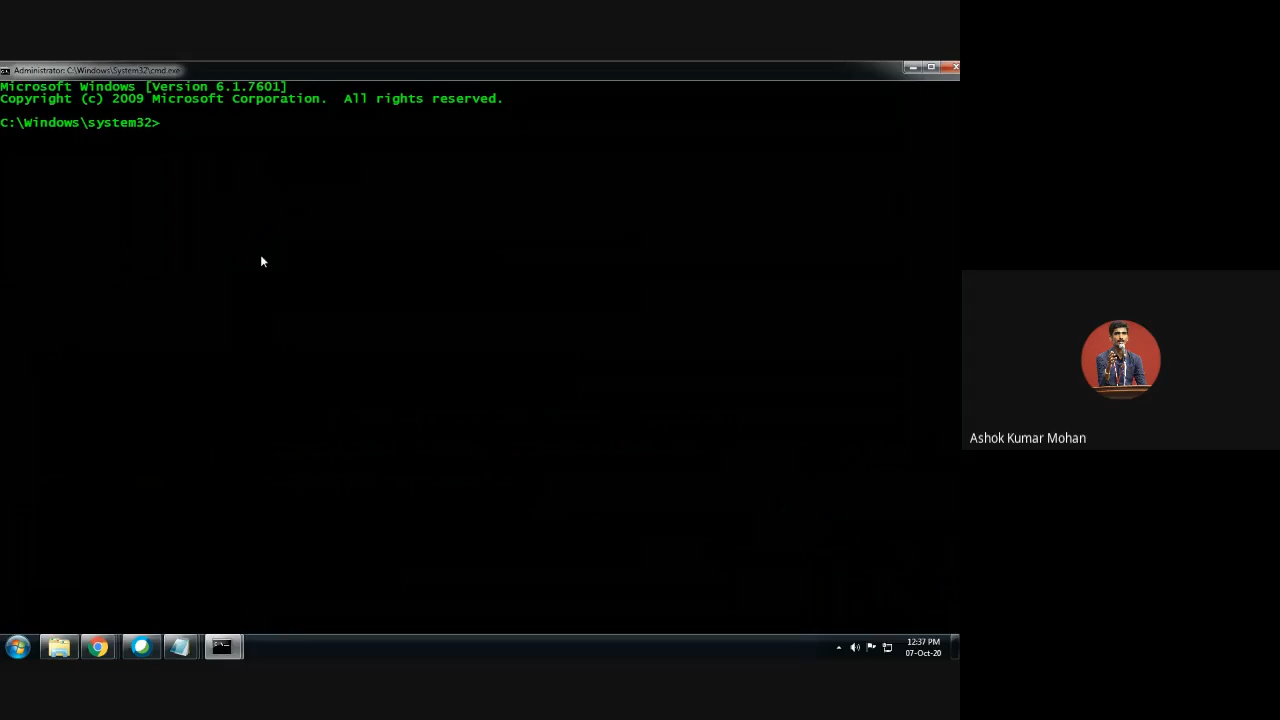 Administrator: C:\Windows\System32\cmd.exe
Microsoft Windows [Version 6.1.7601]
Copyright (c) 2009 Microsoft Corporation.  All rights reserved.
C:\Windows\system32>
Ashok Kumar Mohan
12:37 PM
07-Oct-20